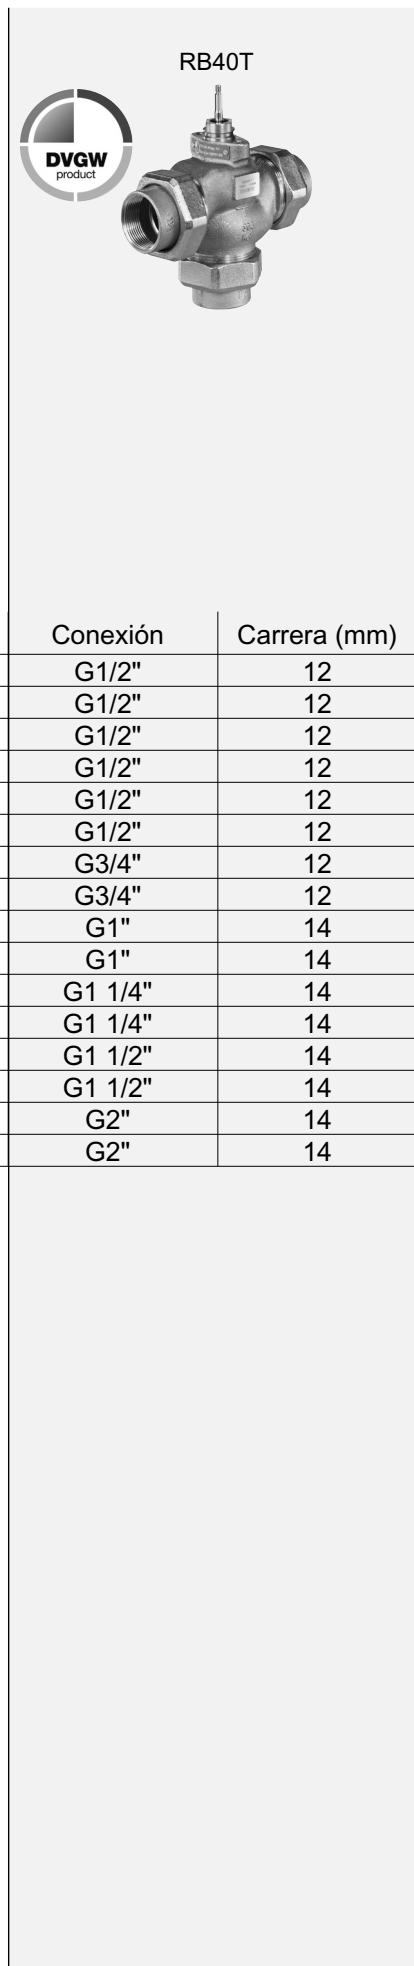 RB40T
DVGW
product
Conexión Carrera (mm)
G1/2" 12
G1/2" 12
G1/2" 12
G1/2" 12
G1/2" 12
G1/2" 12
G3/4" 12
G3/4" 12
G1" 14
G1" 14
G1 1/4" 14
G1 1/4" 14
G1 1/2" 14
G1 1/2" 14
G2" 14
G2" 14